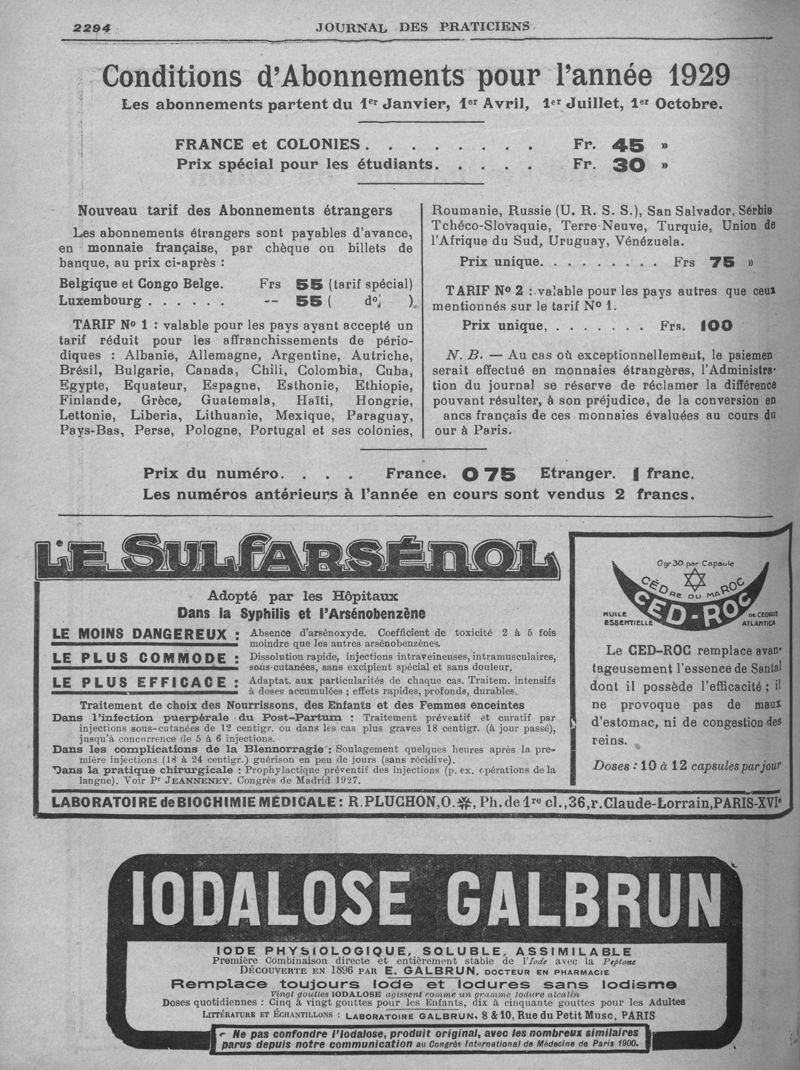 2294
JOURNAL DES PRATICIENS
Conditions d'Abonnements pour l'année 1929
Les abonnements partent du 1er Janvier, 1er Avril, 1er Juillet, 1er Octobre.
FRANCE et COLONIES. . . . . . . . Fr. 45 »
Prix spécial pour les étudiants. . . . . Fr. 30 »
Nouveau tarif des Abonnements étrangers
Les abonnements étrangers sont payables d'avance,
en monnaie française, par chèque ou billets de
banque, au prix ci-après :
Belgique et Congo Belge. Frs 55 (tarif spécial)
Luxembourg . . . . . . -- 55 ( do. ).
TARIF No 1 : valable pour les pays ayant accepté un
tarif réduit pour les affranchissements de pério-
diques : Albanie, Allemagne, Argentine, Autriche,
Brésil, Bulgarie, Canada, Chili, Colombia, Cuba,
Egypte, Equateur, Espagne, Esthonie, Ethiopie,
Finlande, Grèce, Guatemala, Haïti, Hongrie,
Lettonie, Liberia, Lithuanie, Mexique, Paraguay,
Pays-Bas, Perse, Pologne, Portugal et ses colonies,
Roumanie, Russie (U. R. S. S.), San Salvador, Serbie
Tchéco-Slovaquie, Terre-Neuve, Turquie, Union de
l'Afrique du Sud, Uruguay, Vénézuela.
Prix unique. . . . . . . . . Frs 75 »
TARIF No 2 : valable pour les pays autres que ceux
mentionnés sur le tarif No 1.
Prix unique, . . . . . . . Frs. 100
N. B. — Au cas où exceptionnellement, le paiemen
serait effectué en monnaies étrangères, l'Administra-
tion du journal se réserve de réclamer la différence
pouvant résulter, à son préjudice, de la conversion en
ancs français de ces monnaies évaluées au cours du
our à Paris.
Prix du numéro. . . . France. 0 75 Etranger. 1 franc.
Les numéros antérieurs à l'année en cours sont vendus 2 francs.
LE SULFARSÉNOL
Adopté par les Hôpitaux
Dans la Syphilis et l'Arsénobenzène
LE MOINS DANGEREUX : Absence d'arsénoxyde. Coefficient de toxicité 2 à 5 fois
moindre que les autres arsénobenzènes.
LE PLUS COMMODE : Dissolution rapide, injections intraveineuses, intramusculaires,
sous-cutanées, sans excipient spécial et sans douleur.
LE PLUS EFFICACE : Adaptat. aux particularités de chaque cas. Traitem. intensifs
à doses accumulées ; effets rapides, profonds, durables.
Traitement de choix des Nourrissons, des Enfants et des Femmes enceintes
Dans l'infection puerpérale du Post-Partum : Traitement préventif et curatif par
injections sous-cutanées de 12 centigr. ou dans les cas plus graves 18 centigr. (à jour passé),
jusqu'à concurrence de 5 à 6 injections.
Dans les complications de la Blennorragie : Soulagement quelques heures après la pre-
mière injections (18 à 24 centigr.) guérison en peu de jours (sans récidive).
Dans la pratique chirurgicale : Prophylactique préventif des injections (p. ex. opérations de la
langue). Voir Pr JEANNENEY. Congrès de Madrid 1927.
0gr30 par Capsule
CÈDRE DU MAROC
CED-ROC
HUILE ESSENTIELLE
DE CEDRUS ATLANTICA
Le CED-ROC remplace avan-
tageusement l'essence de Santal
dont il possède l'efficacité ; il
ne provoque pas de maux
d'estomac, ni de congestion des
reins.
Doses : 10 à 12 capsules par jour
LABORATOIRE de BIOCHIMIE MÉDICALE : R. PLUCHON, O. , Ph. de 1re cl., 36, r. Claude-Lorrain, PARIS-XVIe
IODALOSE GALBRUN
IODE PHYSIOLOGIQUE, SOLUBLE, ASSIMILABLE
Première Combinaison directe et entièrement stable de l'Iode avec la Peptone
DÉCOUVERTE EN 1896 PAR E. GALBRUN, DOCTEUR EN PHARMACIE
Remplace toujours Iode et Iodures sans Iodisme
Vingt gouttes IODALOSE agissent comme un gramme iodure alcalin
Doses quotidiennes : Cinq à vingt gouttes pour les Enfants, dix à cinquante gouttes pour les Adultes
LITTÉRATURE ET ÉCHANTILLONS : LABORATOIRE GALBRUN, 8 & 10, Rue du Petit Musc, PARIS
Ne pas confondre l'Iodalose, produit original, avec les nombreux similaires
parus depuis notre communication au Congrès International de Médecine de Paris 1900.